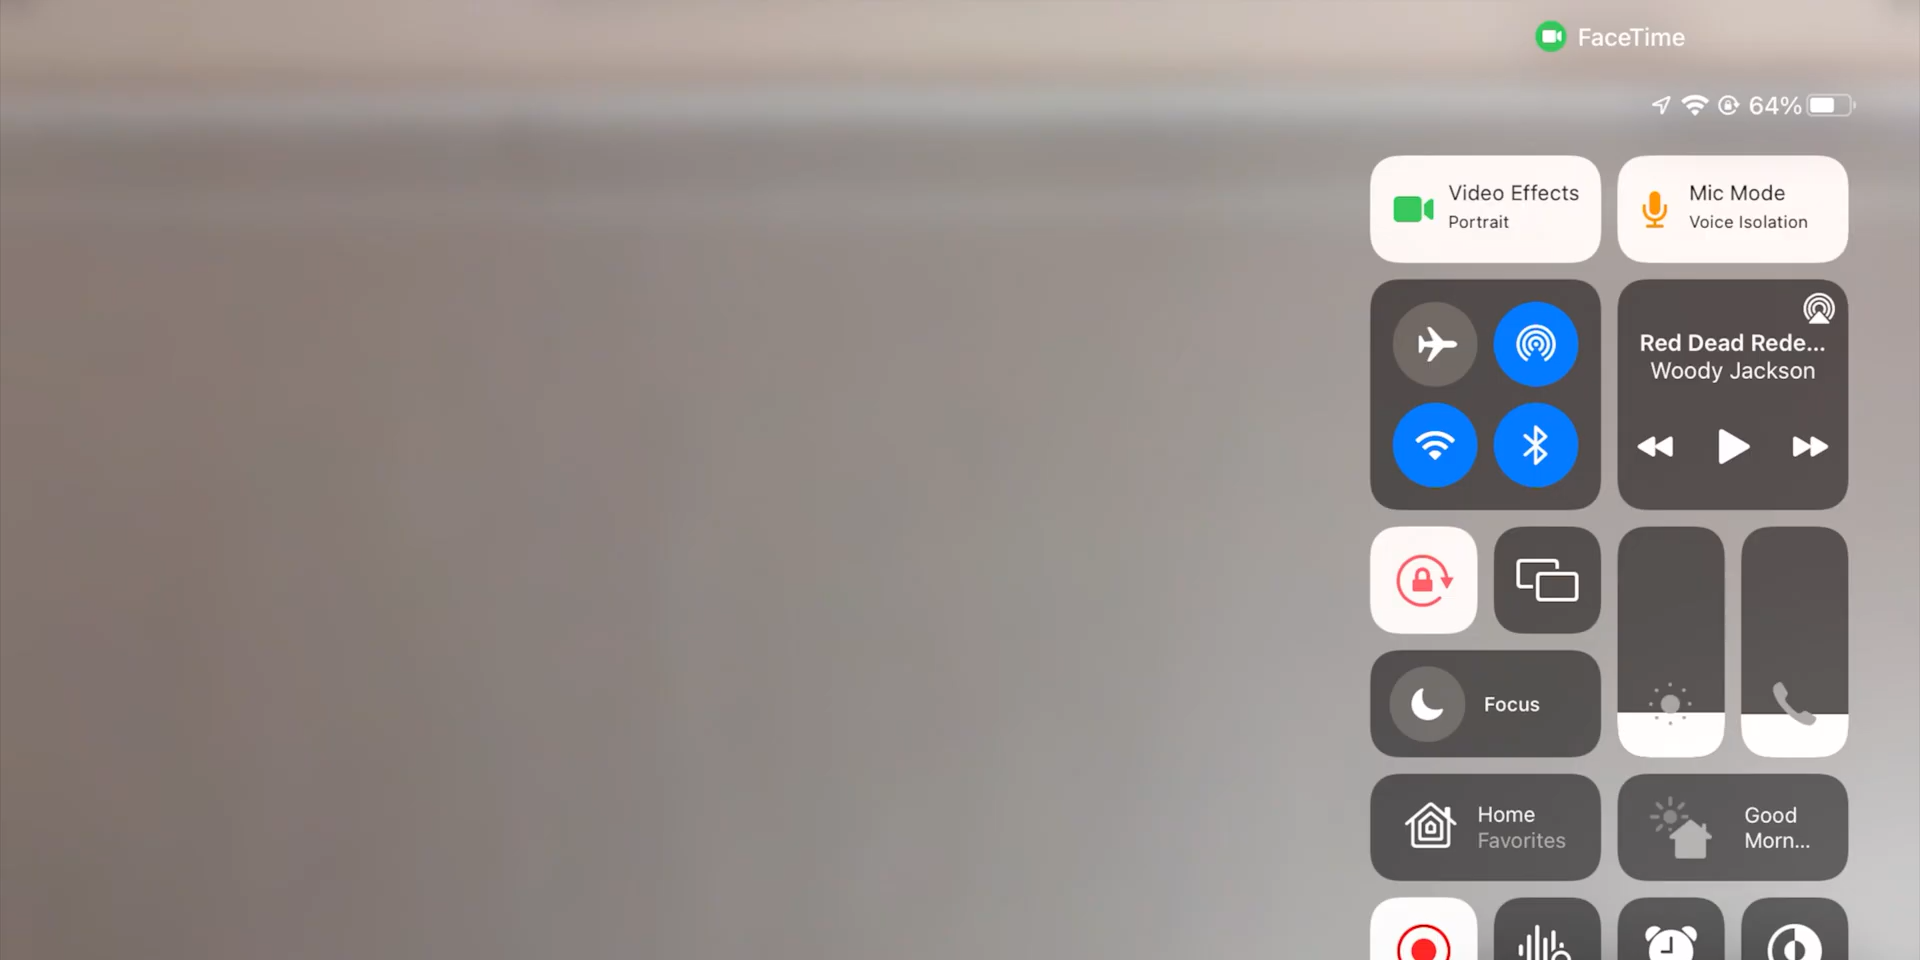 FaceTime
64%
Video Effects
Portrait
Mic Mode
Voice Isolation
Red Dead Rede...
Woody Jackson
Focus
Home
Favorites
Good
Morn...